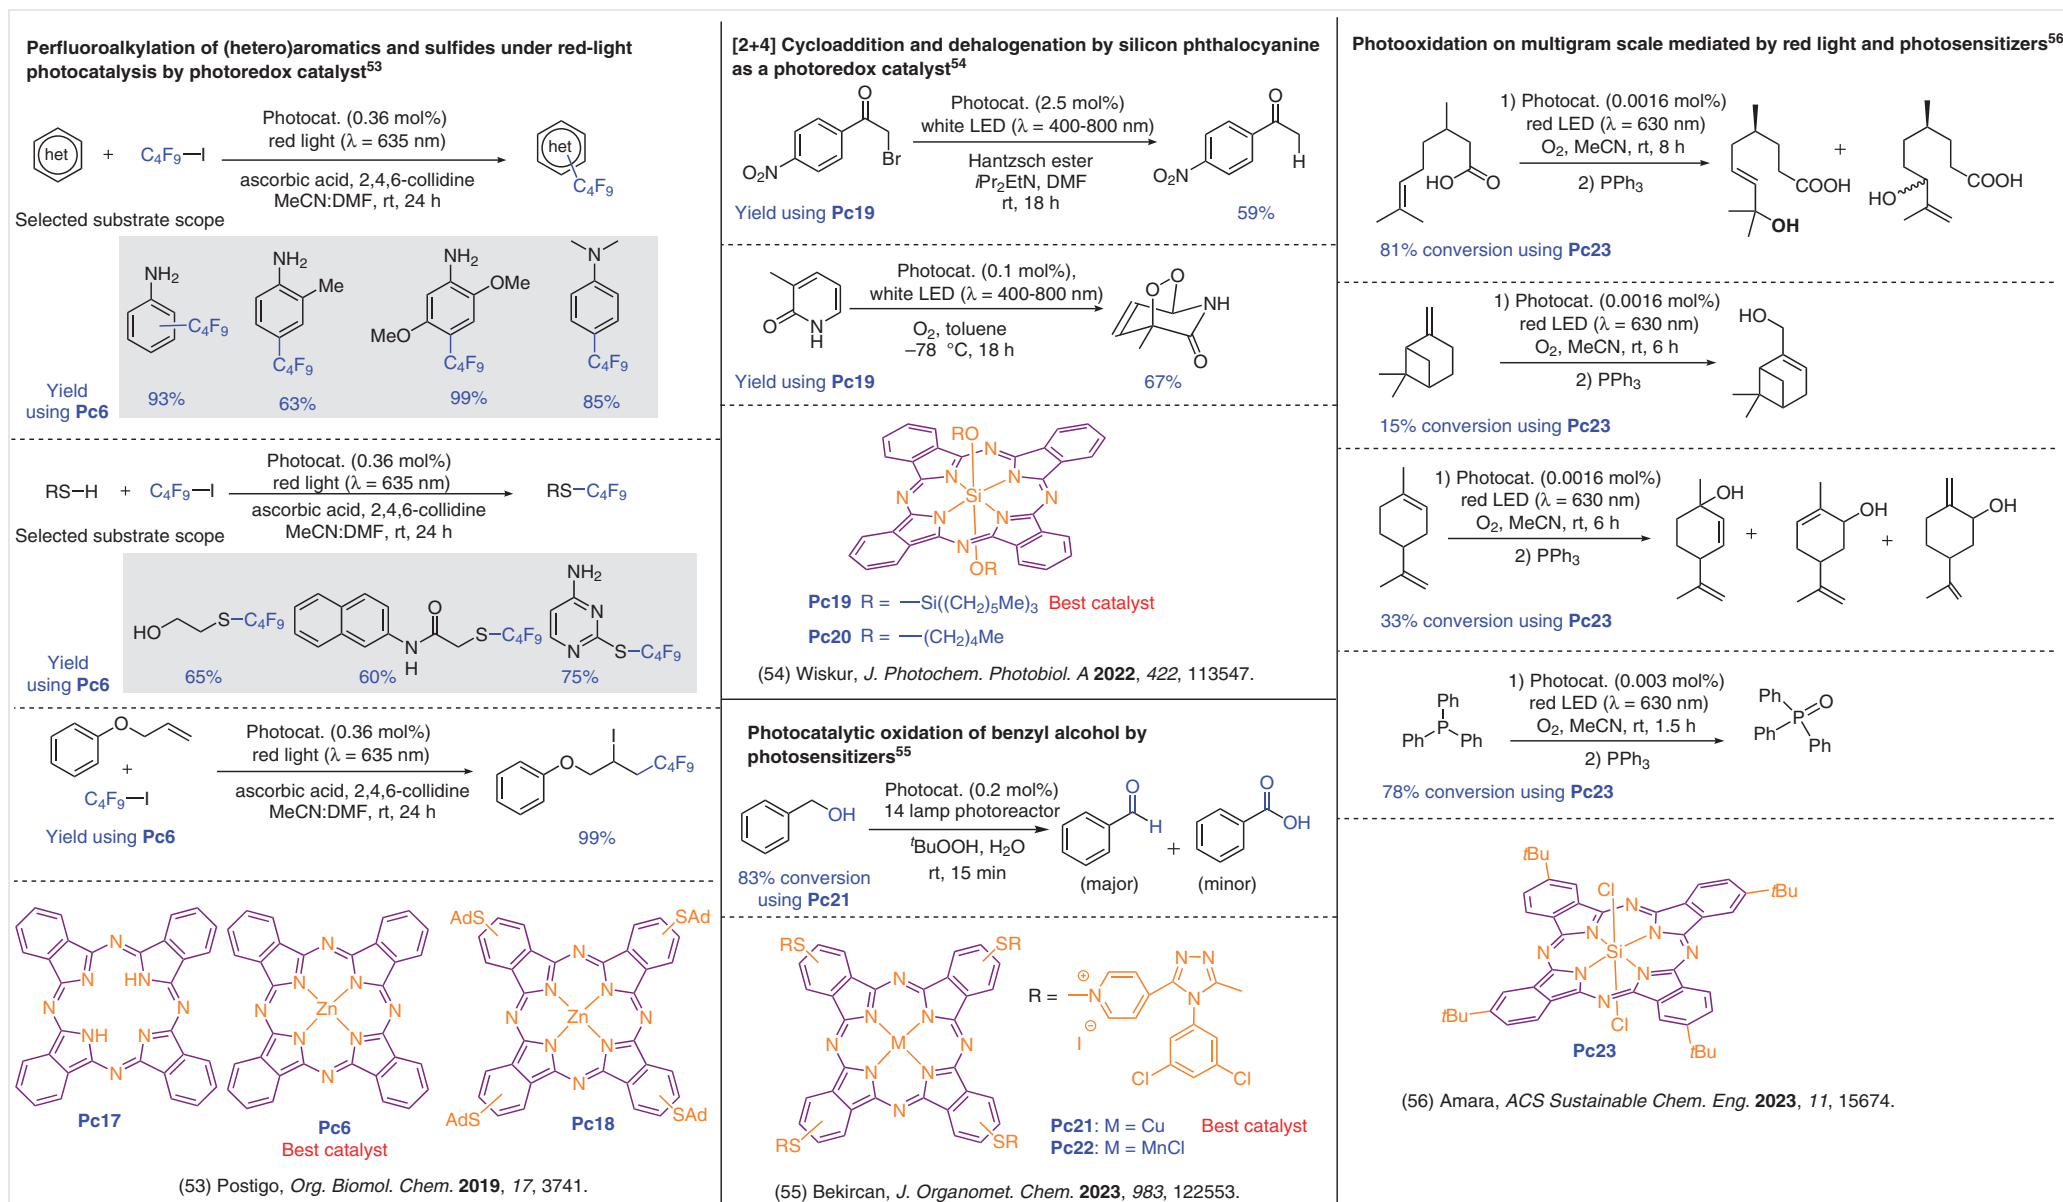 Perfluoroalkylation of (hetero)aromatics and sulfides under red-light
photocatalysis by photoredox catalyst53
het
+
C4F9—I
Photocat. (0.36 mol%)
red light (λ = 635 nm)
ascorbic acid, 2,4,6-collidine
MeCN:DMF, rt, 24 h
het
C4F9
Selected substrate scope
NH2
C4F9
NH2
Me
C4F9
NH2
OMe
MeO
C4F9
N
C4F9
Yield
using Pc6
93%
63%
99%
85%
RS—H
+
C4F9—I
Photocat. (0.36 mol%)
red light (λ = 635 nm)
ascorbic acid, 2,4,6-collidine
MeCN:DMF, rt, 24 h
RS—C4F9
Selected substrate scope
HO
S—C4F9
O
N
H
S—C4F9
NH2
N
N
S—C4F9
Yield
using Pc6
65%
60%
75%
O
+
C4F9—I
Photocat. (0.36 mol%)
red light (λ = 635 nm)
ascorbic acid, 2,4,6-collidine
MeCN:DMF, rt, 24 h
I
O
C4F9
Yield using Pc6
99%
N
N
HN
N
N
NH
N
N
Pc17
N
N
N
N
Zn
N
N
N
N
Pc6
Best catalyst
AdS
SAd
N
N
N
N
Zn
N
N
N
N
AdS
SAd
Pc18
(53) Postigo, Org. Biomol. Chem. 2019, 17, 3741.
[2+4] Cycloaddition and dehalogenation by silicon phthalocyanine
as a photoredox catalyst54
O
Br
O2N
Photocat. (2.5 mol%)
white LED (λ = 400-800 nm)
Hantzsch ester
iPr2EtN, DMF
rt, 18 h
O
H
O2N
Yield using Pc19
59%
O
N
H
Photocat. (0.1 mol%),
white LED (λ = 400-800 nm)
O2, toluene
–78 °C, 18 h
O
O
NH
O
Yield using Pc19
67%
RO
N
N
N
N
Si
N
N
N
N
OR
Pc19 R = —Si((CH2)5Me)3 Best catalyst
Pc20 R = —(CH2)4Me
(54) Wiskur, J. Photochem. Photobiol. A 2022, 422, 113547.
Photocatalytic oxidation of benzyl alcohol by
photosensitizers55
OH
Photocat. (0.2 mol%)
14 lamp photoreactor
tBuOOH, H2O
rt, 15 min
O
H
+
O
OH
83% conversion
using Pc21
(major)
(minor)
RS
SR
N
N
N
N
M
N
N
N
N
RS
SR
R =
N
+
I
−
N
N
N
Cl
Cl
Pc21: M = Cu Best catalyst
Pc22: M = MnCl
(55) Bekircan, J. Organomet. Chem. 2023, 983, 122553.
Photooxidation on multigram scale mediated by red light and photosensitizers56
HO
O
1) Photocat. (0.0016 mol%)
red LED (λ = 630 nm)
O2, MeCN, rt, 8 h
2) PPh3
COOH
OH
+
HO
COOH
81% conversion using Pc23
1) Photocat. (0.0016 mol%)
red LED (λ = 630 nm)
O2, MeCN, rt, 6 h
2) PPh3
HO
15% conversion using Pc23
1) Photocat. (0.0016 mol%)
red LED (λ = 630 nm)
O2, MeCN, rt, 6 h
2) PPh3
OH
+
OH
+
OH
33% conversion using Pc23
Ph
P
Ph
Ph
1) Photocat. (0.003 mol%)
red LED (λ = 630 nm)
O2, MeCN, rt, 1.5 h
2) PPh3
Ph
Ph
P
O
Ph
78% conversion using Pc23
tBu
Cl
tBu
N
N
N
N
Si
N
N
N
N
tBu
Cl
tBu
Pc23
(56) Amara, ACS Sustainable Chem. Eng. 2023, 11, 15674.